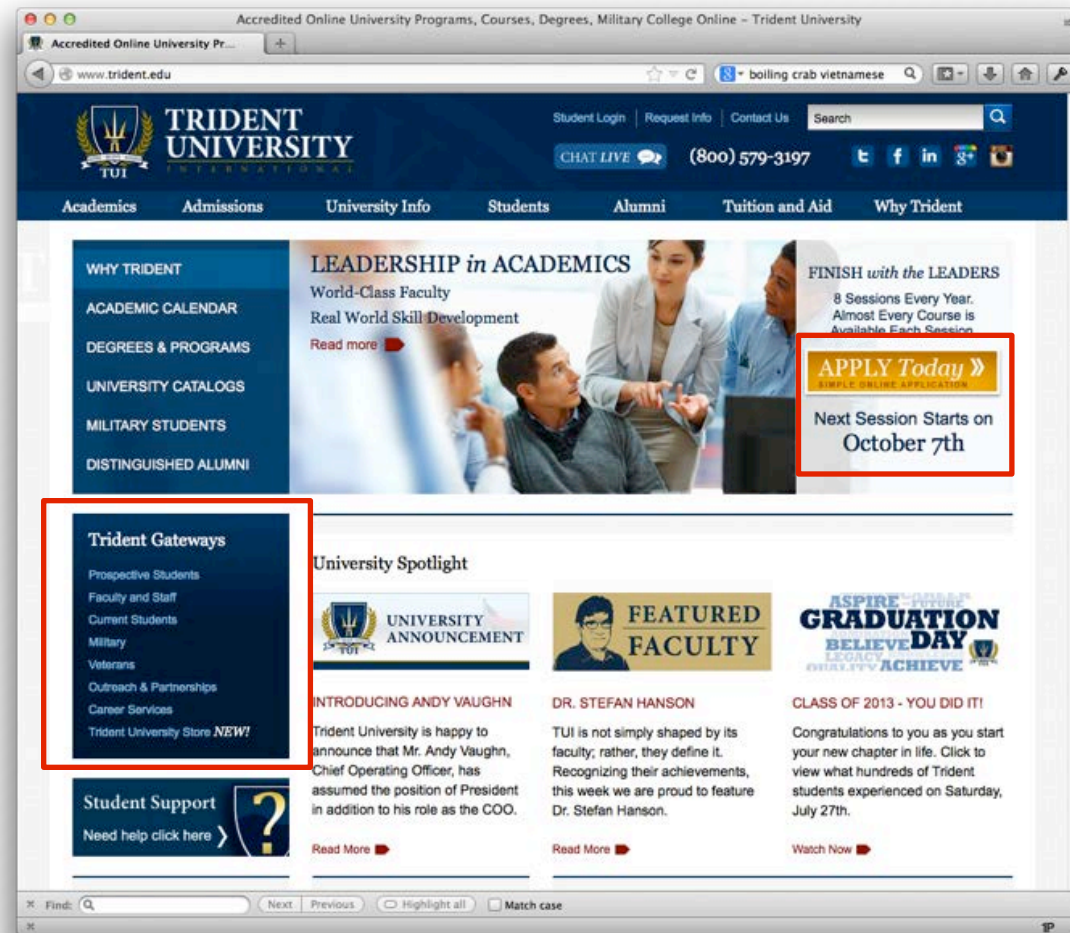 Accredited Online University Programs, Courses, Degrees, Military College Online – Trident University
Accredited Online University Pr...
www.trident.edu
boiling crab vietnamese
TUI
TRIDENT
UNIVERSITY
INTERNATIONAL
Student Login | Request Info | Contact Us
Search
CHAT LIVE
(800) 579-3197
Academics Admissions University Info Students Alumni Tuition and Aid Why Trident
WHY TRIDENT
ACADEMIC CALENDAR
DEGREES & PROGRAMS
UNIVERSITY CATALOGS
MILITARY STUDENTS
DISTINGUISHED ALUMNI
LEADERSHIP in ACADEMICS
World-Class Faculty
Real World Skill Development
Read more
FINISH with the LEADERS
8 Sessions Every Year.
Almost Every Course is
Available Each Session
APPLY Today »
SIMPLE ONLINE APPLICATION
Next Session Starts on
October 7th
Trident Gateways
Prospective Students
Faculty and Staff
Current Students
Military
Veterans
Outreach & Partnerships
Career Services
Trident University Store NEW!
Student Support
Need help click here
University Spotlight
TUI
UNIVERSITY
ANNOUNCEMENT
INTRODUCING ANDY VAUGHN
Trident University is happy to
announce that Mr. Andy Vaughn,
Chief Operating Officer, has
assumed the position of President
in addition to his role as the COO.
Read More
FEATURED
FACULTY
DR. STEFAN HANSON
TUI is not simply shaped by its
faculty; rather, they define it.
Recognizing their achievements,
this week we are proud to feature
Dr. Stefan Hanson.
Read More
ASPIRE FUTURE
GRADUATION
BELIEVE DAY
LEGACY
QUALITY ACHIEVE
CLASS OF 2013 - YOU DID IT!
Congratulations to you as you start
your new chapter in life. Click to
view what hundreds of Trident
students experienced on Saturday,
July 27th.
Watch Now
Find:
Next Previous Highlight all Match case